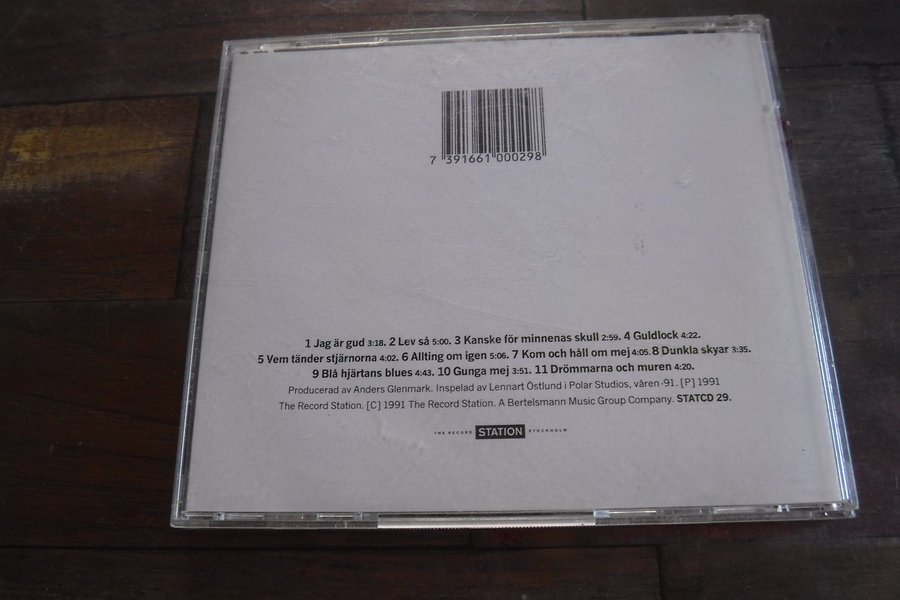 7 391661 000298
1 Jag är gud 3:18. 2 Lev så 5:00. 3 Kanske för minnenas skull 2:59. 4 Guldlock 4:22.
5 Vem tänder stjärnorna 4:02. 6 Allting om igen 5:06. 7 Kom och håll om mej 4:05. 8 Dunkla skyar 3:35.
9 Blå hjärtans blues 4:43. 10 Gunga mej 3:51. 11 Drömmarna och muren 4:20.
Producerad av Anders Glenmark. Inspelad av Lennart Östlund i Polar Studios, våren -91. [P] 1991
The Record Station. [C] 1991 The Record Station. A Bertelsmann Music Group Company. STATCD 29.
THE RECORD STATION STOCKHOLM